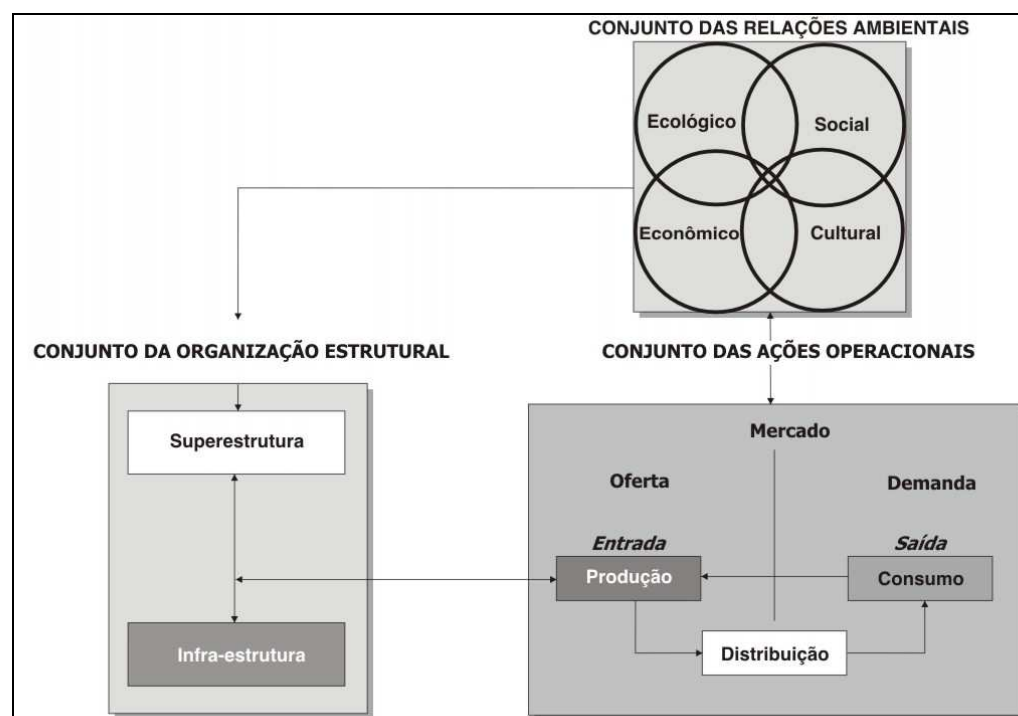 CONJUNTO DAS RELAÇÕES AMBIENTAIS
Ecológico
Social
Econômico
Cultural
CONJUNTO DA ORGANIZAÇÃO ESTRUTURAL
CONJUNTO DAS AÇÕES OPERACIONAIS
Superestrutura
Infra-estrutura
Mercado
Oferta
Demanda
Entrada
Saída
Produção
Consumo
Distribuição